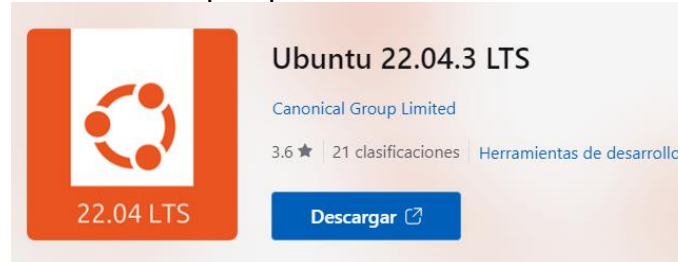 Ubuntu 22.04.3 LTS
Canonical Group Limited
3.6 ★ 21 clasificaciones Herramientas de desarrollo
22.04 LTS
Descargar